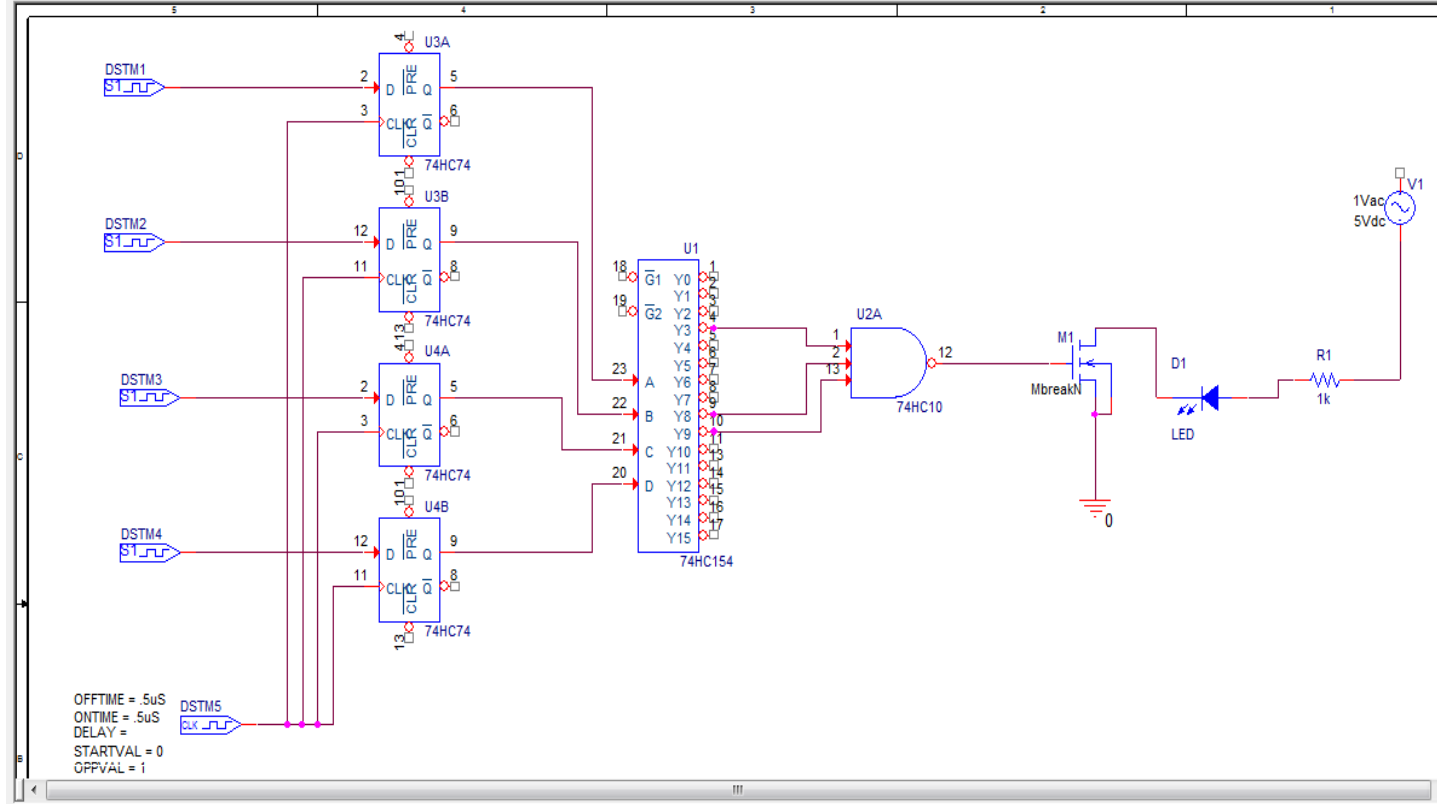 5 4 3 2 1
D
C
B
DSTM1
S1
4
U3A
2
D
PRE
Q
5
3
CLK
Q
6
CLR
74HC74
1
DSTM2
S1
10
U3B
12
D
PRE
Q
9
11
CLK
Q
8
CLR
74HC74
13
DSTM3
S1
4
U4A
2
D
PRE
Q
5
3
CLK
Q
6
CLR
74HC74
1
DSTM4
S1
10
U4B
12
D
PRE
Q
9
11
CLK
Q
8
CLR
74HC74
13
OFFTIME = .5uS
ONTIME = .5uS
DELAY =
STARTVAL = 0
OPPVAL = 1
DSTM5
CLK
U1
18
G1
19
G2
23
A
22
B
21
C
20
D
Y0 1
Y1 2
Y2 3
Y3 4
Y4 5
Y5 6
Y6 7
Y7 8
Y8 9
Y9 10
Y10 11
Y11 13
Y12 14
Y13 15
Y14 16
Y15 17
74HC154
U2A
1
2
13
12
74HC10
M1
MbreakN
0
D1
LED
R1
1k
V1
1Vac
5Vdc